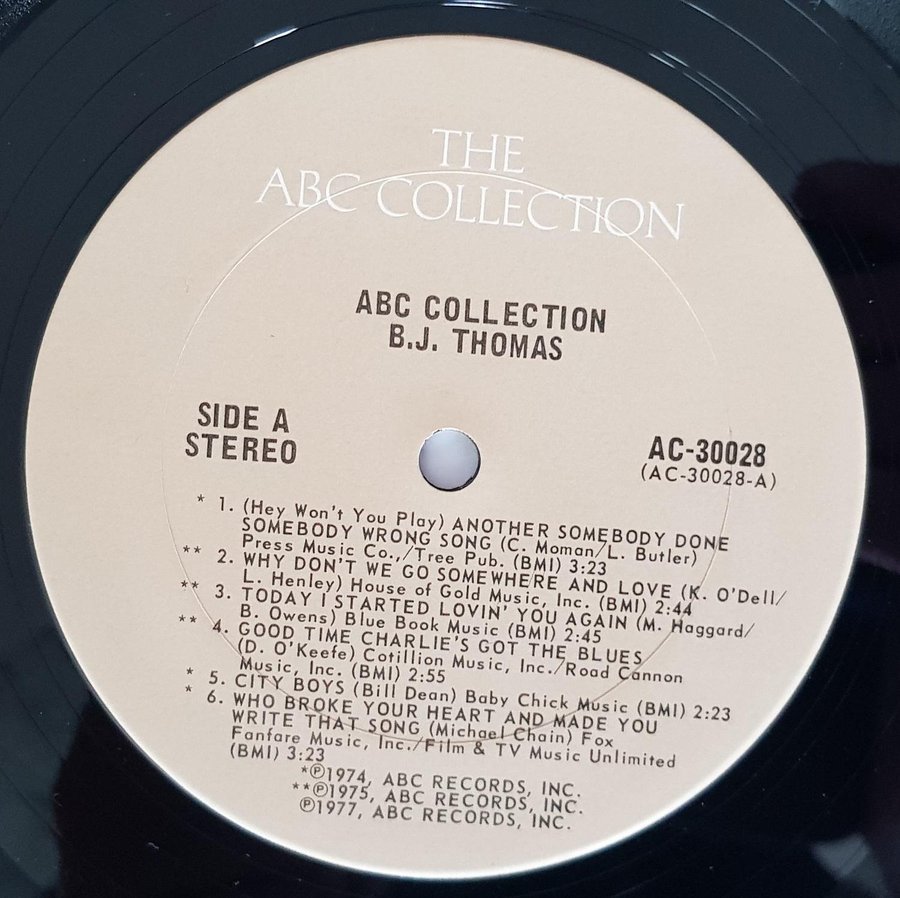 THE
ABC COLLECTION
ABC COLLECTION
B.J. THOMAS
SIDE A
STEREO
AC-30028
(AC-30028-A)
* 1. (Hey Won't You Play) ANOTHER SOMEBODY DONE
SOMEBODY WRONG SONG (C. Moman/L. Butler)
Press Music Co.,/Tree Pub. (BMI) 3:23
** 2. WHY DON'T WE GO SOMEWHERE AND LOVE (K. O'Dell/
L. Henley) House of Gold Music, Inc. (BMI) 2:44
** 3. TODAY I STARTED LOVIN' YOU AGAIN (M. Haggard/
B. Owens) Blue Book Music (BMI) 2:45
** 4. GOOD TIME CHARLIE'S GOT THE BLUES
(D. O'Keefe) Cotillion Music, Inc./Road Cannon
Music, Inc. (BMI) 2:55
* 5. CITY BOYS (Bill Dean) Baby Chick Music (BMI) 2:23
* 6. WHO BROKE YOUR HEART AND MADE YOU
WRITE THAT SONG (Michael Chain) Fox
Fanfare Music, Inc./Film & TV Music Unlimited
(BMI) 3:23
*℗1974, ABC RECORDS, INC.
**℗1975, ABC RECORDS, INC.
℗1977, ABC RECORDS, INC.